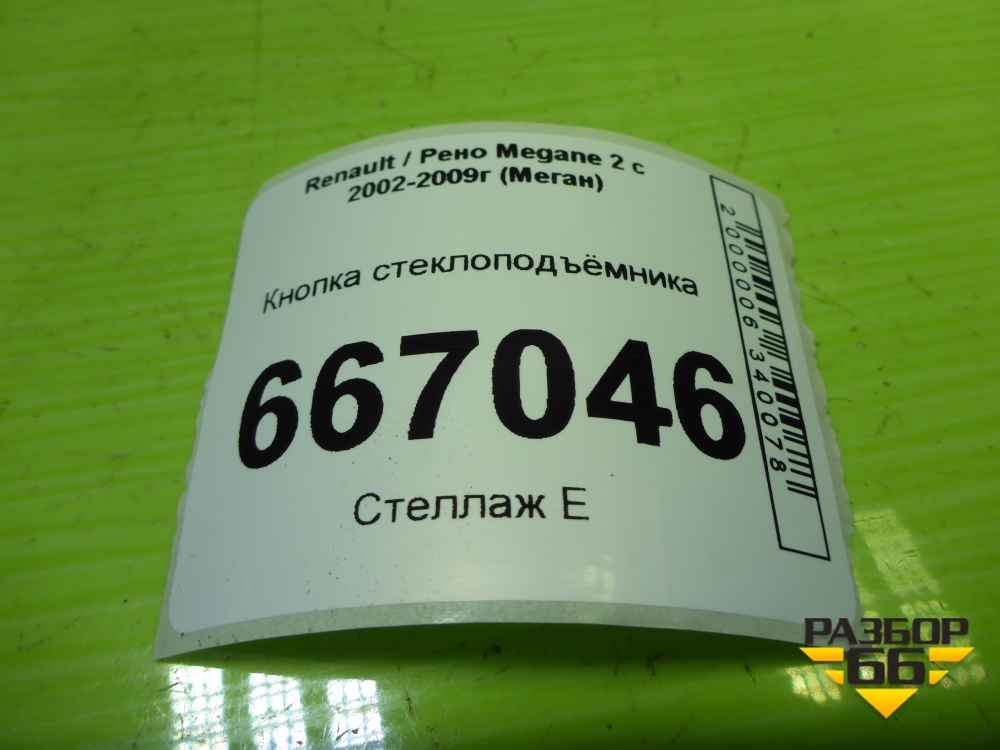 Renault / Рено Megane 2 с
2002-2009г (Меган)
Кнопка стеклоподъёмника
667046
Стеллаж Е
2000006340078
РАЗБОР
66